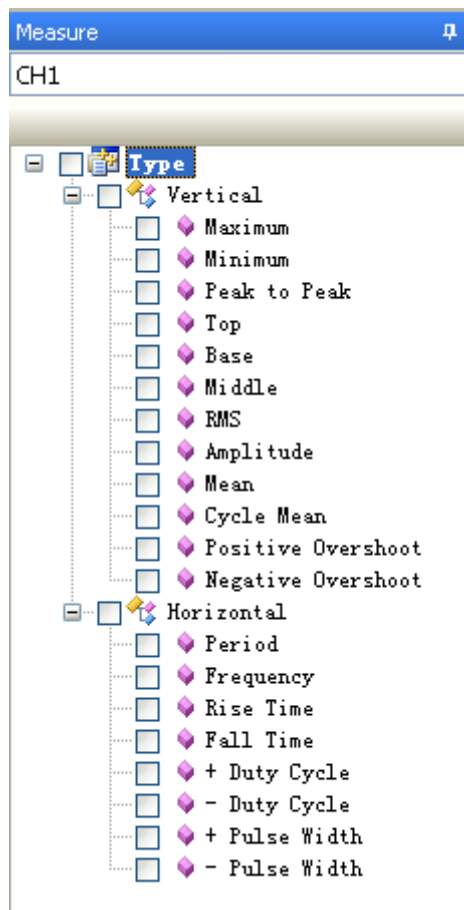 Measure
CH1
Type
Vertical
Maximum
Minimum
Peak to Peak
Top
Base
Middle
RMS
Amplitude
Mean
Cycle Mean
Positive Overshoot
Negative Overshoot
Horizontal
Period
Frequency
Rise Time
Fall Time
+ Duty Cycle
- Duty Cycle
+ Pulse Width
- Pulse Width